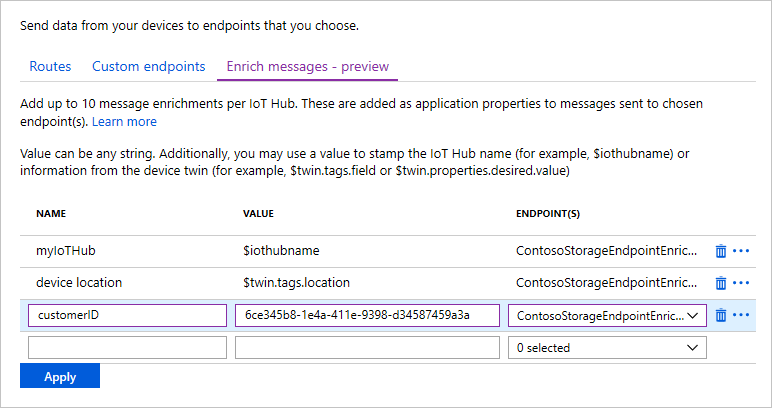 Send data from your devices to endpoints that you choose.
Routes Custom endpoints Enrich messages - preview
Add up to 10 message enrichments per IoT Hub. These are added as application properties to messages sent to chosen
endpoint(s). Learn more
Value can be any string. Additionally, you may use a value to stamp the IoT Hub name (for example, $iothubname) or
information from the device twin (for example, $twin.tags.field or $twin.properties.desired.value)
NAME VALUE ENDPOINT(S)
myIoTHub $iothubname ContosoStorageEndpointEnric...
device location $twin.tags.location ContosoStorageEndpointEnric...
customerID 6ce345b8-1e4a-411e-9398-d34587459a3a ContosoStorageEndpointEnric...
0 selected
Apply